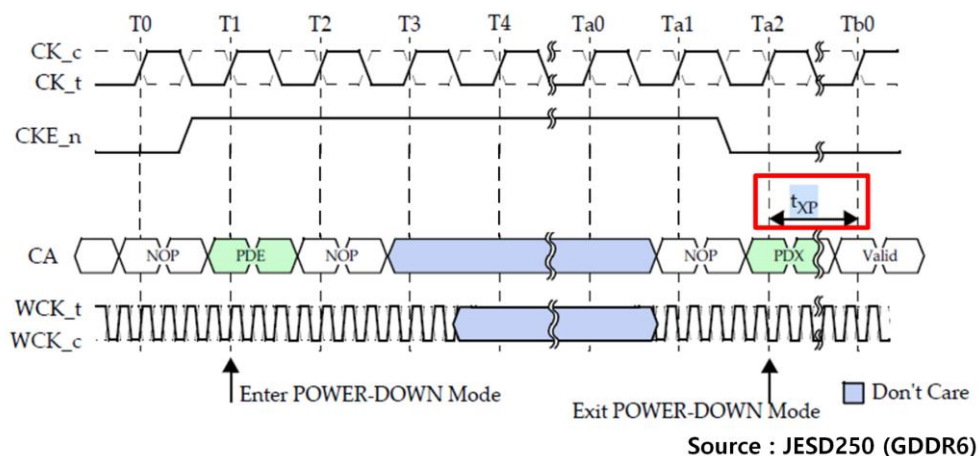 T0 T1 T2 T3 T4 Ta0 Ta1 Ta2 Tb0
CK_c
CK_t
CKE_n
tXP
CA NOP PDE NOP NOP PDX Valid
WCK_t
WCK_c
Enter POWER-DOWN Mode
Exit POWER-DOWN Mode
Don't Care
Source : JESD250 (GDDR6)